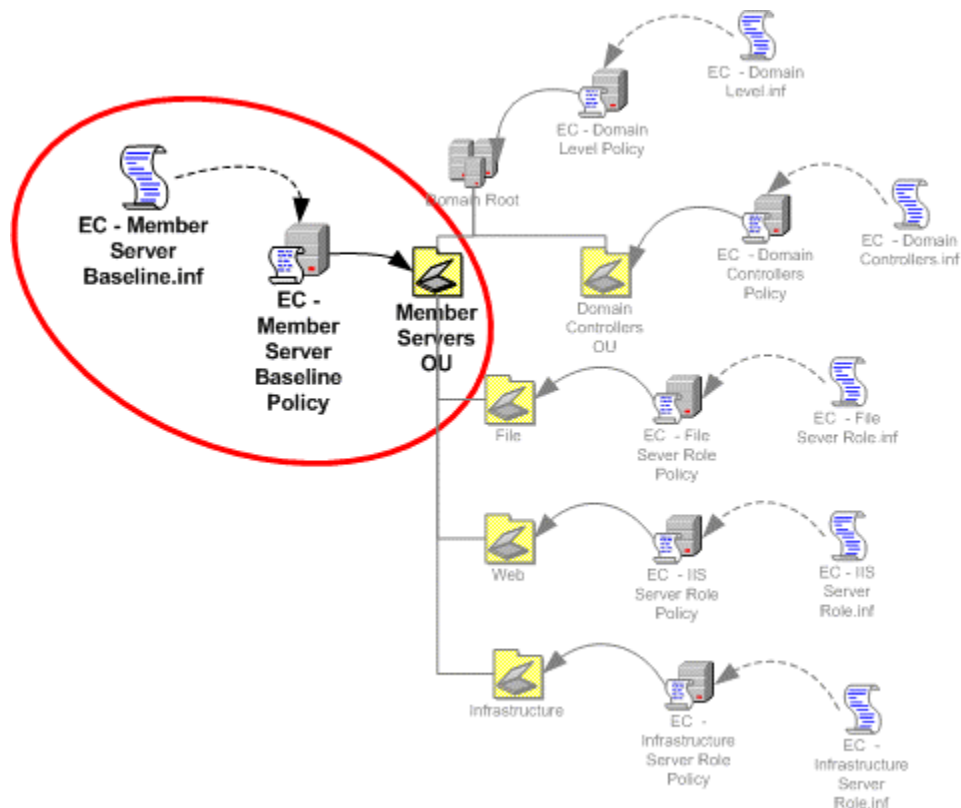 EC - Domain
Level.inf
EC - Domain
Level Policy
Domain Root
EC - Member
Server
Baseline.inf
EC -
Member
Server
Baseline
Policy
Member
Servers
OU
Domain
Controllers
OU
EC - Domain
Controllers
Policy
EC - Domain
Controllers.inf
File
EC - File
Sever Role
Policy
EC - File
Sever Role.inf
Web
EC - IIS
Server Role
Policy
EC - IIS
Server
Role.inf
Infrastructure
EC -
Infrastructure
Server Role
Policy
EC -
Infrastructure
Server
Role.inf